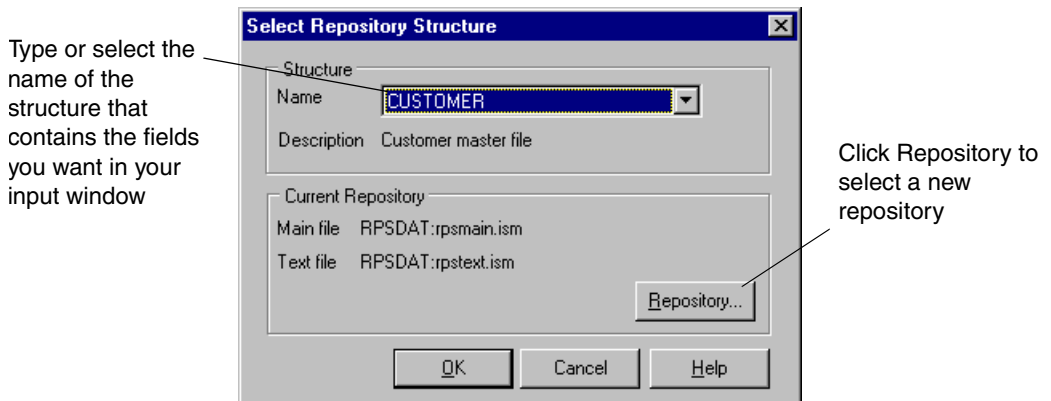 Type or select the
name of the
structure that
contains the fields
you want in your
input window
Select Repository Structure
Structure
Name CUSTOMER
Description Customer master file
Current Repository
Main file RPSDAT:rpsmain.ism
Text file RPSDAT:rpstext.ism
Repository...
OK Cancel Help
Click Repository to
select a new
repository